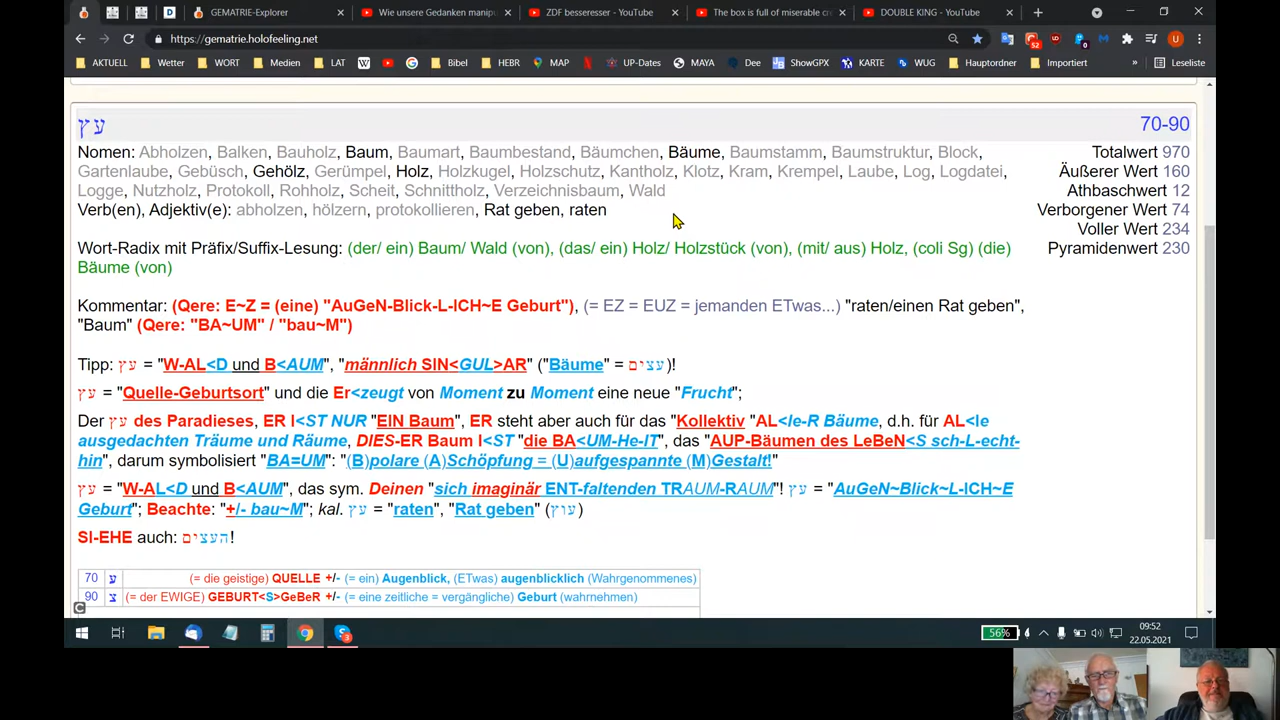 GEMATRIE-Explorer
Wie unsere Gedanken manip
ZDF besseresser - YouTube
The box is full of miserable cr
DOUBLE KING - YouTube
https://gematrie.holofeeling.net
52
0
U
AKTUELL
Wetter
WORT
Medien
LAT
Bibel
HEBR
MAP
UP-Dates
MAYA
Dee
ShowGPX
KARTE
WUG
Hauptordner
Importiert
»
Leseliste
עץ
70-90
Nomen: Abholzen, Balken, Bauholz, Baum, Baumart, Baumbestand, Bäumchen, Bäume, Baumstamm, Baumstruktur, Block,
Gartenlaube, Gebüsch, Gehölz, Gerümpel, Holz, Holzkugel, Holzschutz, Kantholz, Klotz, Kram, Krempel, Laube, Log, Logdatei,
Logge, Nutzholz, Protokoll, Rohholz, Scheit, Schnittholz, Verzeichnisbaum, Wald
Verb(en), Adjektiv(e): abholzen, hölzern, protokollieren, Rat geben, raten
Totalwert 970
Äußerer Wert 160
Athbaschwert 12
Verborgener Wert 74
Voller Wert 234
Pyramidenwert 230
Wort-Radix mit Präfix/Suffix-Lesung: (der/ ein) Baum/ Wald (von), (das/ ein) Holz/ Holzstück (von), (mit/ aus) Holz, (coli Sg) (die)
Bäume (von)
Kommentar: (Qere: E~Z = (eine) "AuGeN-Blick-L-ICH~E Geburt"), (= EZ = EUZ = jemanden ETwas...) "raten/einen Rat geben",
"Baum" (Qere: "BA~UM" / "bau~M")
Tipp: עץ = "W-AL<D und B<AUM", "männlich SIN<GUL>AR" ("Bäume" = עצים)!
עץ = "Quelle-Geburtsort" und die Er<zeugt von Moment zu Moment eine neue "Frucht";
Der עץ des Paradieses, ER I<ST NUR "EIN Baum", ER steht aber auch für das "Kollektiv "AL<le-R Bäume, d.h. für AL<le
ausgedachten Träume und Räume, DIES-ER Baum I<ST "die BA<UM-He-IT", das "AUP-Bäumen des LeBeN<S sch-L-echt-
hin", darum symbolisiert "BA=UM": "(B)polare (A)Schöpfung = (U)aufgespannte (M)Gestalt!"
עץ = "W-AL<D und B<AUM", das sym. Deinen "sich imaginär ENT-faltenden TRAUM-RAUM"! עץ = "AuGeN~Blick~L-ICH~E
Geburt"; Beachte: "+/- bau~M"; kal. עץ = "raten", "Rat geben" (עוץ)
SI-EHE auch: העצים!
70 ע (= die geistige) QUELLE +/- (= ein) Augenblick, (ETwas) augenblicklich (Wahrgenommenes)
90 צ (= der EWIGE) GEBURT<S>GeBeR +/- (= eine zeitliche = vergängliche) Geburt (wahrnehmen)
56%
09:52
22.05.2021